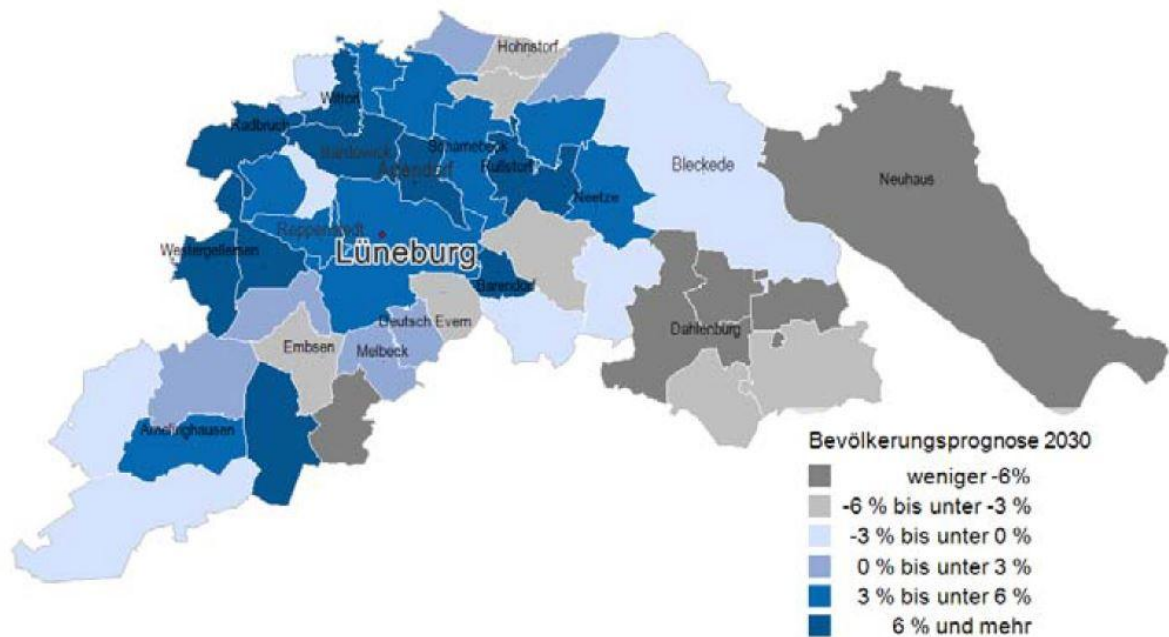 Hohnstorf
Wittorf
Radbruch
Bardowick
Scharnebeck
Adendorf
Rullstorf
Bleckede
Neuhaus
Neetze
Reppenstedt
Westergellersen
Lüneburg
Barendorf
Deutsch Evern
Dahlenburg
Embsen
Melbeck
Amelinghausen
Bevölkerungsprognose 2030
weniger -6%
-6 % bis unter -3 %
-3 % bis unter 0 %
0 % bis unter 3 %
3 % bis unter 6 %
6 % und mehr